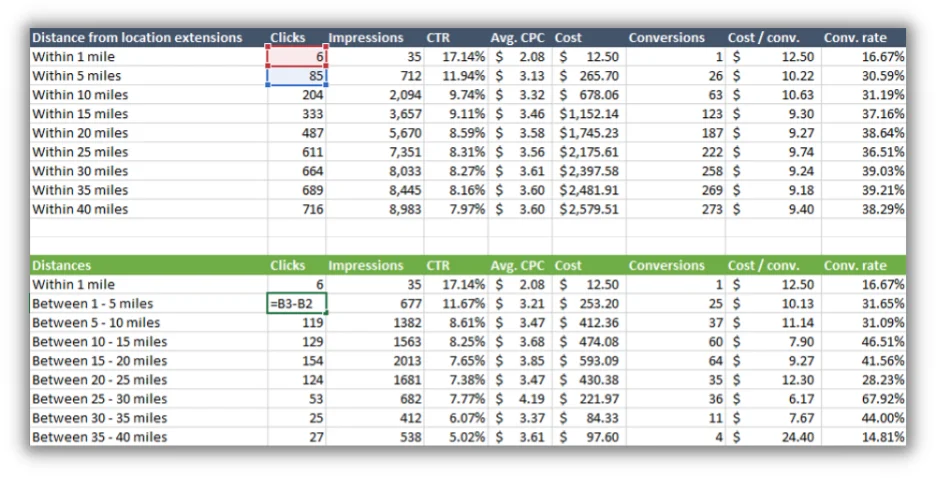 Distance from location extensions Clicks Impressions CTR Avg. CPC Cost Conversions Cost / conv. Conv. rate
Within 1 mile 6 35 17.14% $ 2.08 $ 12.50 1 $ 12.50 16.67%
Within 5 miles 85 712 11.94% $ 3.13 $ 265.70 26 $ 10.22 30.59%
Within 10 miles 204 2,094 9.74% $ 3.32 $ 678.06 63 $ 10.63 31.19%
Within 15 miles 333 3,657 9.11% $ 3.46 $1,152.14 123 $ 9.30 37.16%
Within 20 miles 487 5,670 8.59% $ 3.58 $1,745.23 187 $ 9.27 38.64%
Within 25 miles 611 7,351 8.31% $ 3.56 $2,175.61 222 $ 9.74 36.51%
Within 30 miles 664 8,033 8.27% $ 3.61 $2,397.58 258 $ 9.24 39.03%
Within 35 miles 689 8,445 8.16% $ 3.60 $2,481.91 269 $ 9.18 39.21%
Within 40 miles 716 8,983 7.97% $ 3.60 $2,579.51 273 $ 9.40 38.29%
Distances Clicks Impressions CTR Avg. CPC Cost Conversions Cost / conv. Conv. rate
Within 1 mile 6 35 17.14% $ 2.08 $ 12.50 1 $ 12.50 16.67%
Between 1 - 5 miles =B3-B2 677 11.67% $ 3.21 $ 253.20 25 $ 10.13 31.65%
Between 5 - 10 miles 119 1382 8.61% $ 3.47 $ 412.36 37 $ 11.14 31.09%
Between 10 - 15 miles 129 1563 8.25% $ 3.68 $ 474.08 60 $ 7.90 46.51%
Between 15 - 20 miles 154 2013 7.65% $ 3.85 $ 593.09 64 $ 9.27 41.56%
Between 20 - 25 miles 124 1681 7.38% $ 3.47 $ 430.38 35 $ 12.30 28.23%
Between 25 - 30 miles 53 682 7.77% $ 4.19 $ 221.97 36 $ 6.17 67.92%
Between 30 - 35 miles 25 412 6.07% $ 3.37 $ 84.33 11 $ 7.67 44.00%
Between 35 - 40 miles 27 538 5.02% $ 3.61 $ 97.60 4 $ 24.40 14.81%